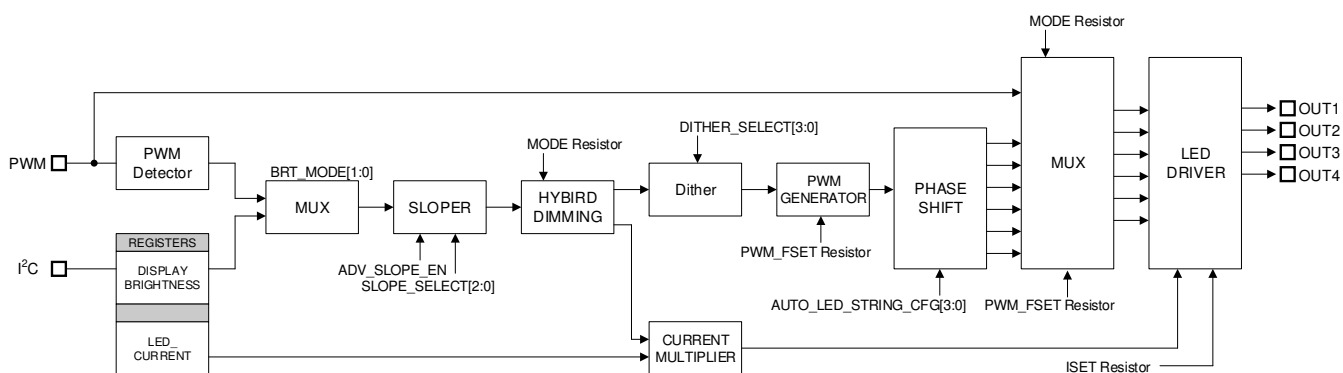 MODE Resistor
DITHER_SELECT[3:0]
MODE Resistor
PWM
PWM
Detector
BRT_MODE[1:0]
MUX
SLOPER
HYBIRD
DIMMING
Dither
PWM
GENERATOR
PHASE
SHIFT
MUX
LED
DRIVER
OUT1
OUT2
OUT3
OUT4
PWM_FSET Resistor
I²C
REGISTERS
DISPLAY
BRIGHTNESS
ADV_SLOPE_EN
SLOPE_SELECT[2:0]
AUTO_LED_STRING_CFG[3:0]
PWM_FSET Resistor
LED_
CURRENT
CURRENT
MULTIPLIER
ISET Resistor